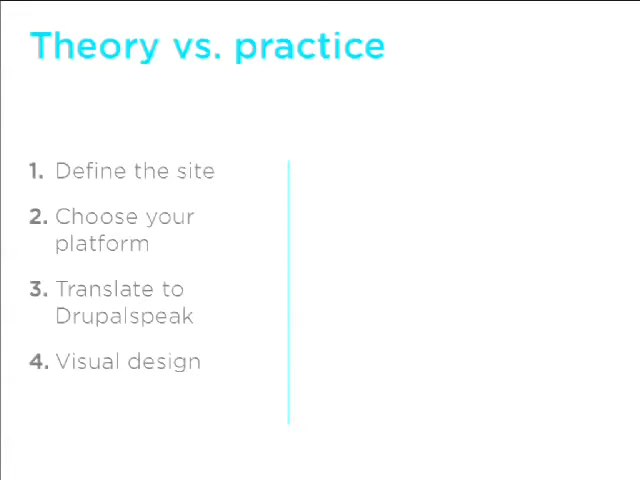 Theory vs. practice
1. Define the site
2. Choose your
platform
3. Translate to
Drupalspeak
4. Visual design